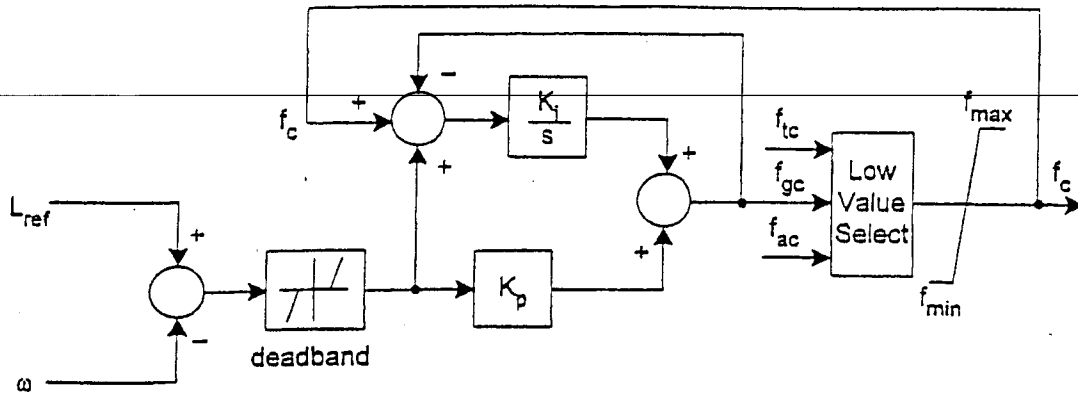 f_c
+
−
+
K_i
s
+
+
f_tc
f_gc
f_ac
Low
Value
Select
f_max
f_min
f_c
L_ref
+
−
ω
deadband
K_p